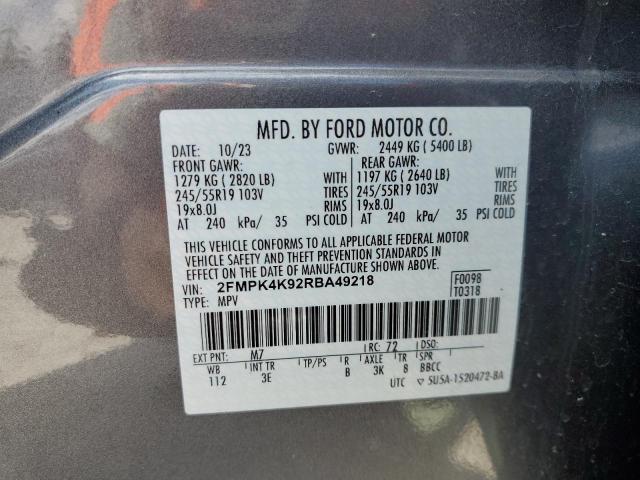 MFD. BY FORD MOTOR CO.
DATE: 10/23 GVWR: 2449 KG ( 5400 LB)
FRONT GAWR: REAR GAWR:
1279 KG ( 2820 LB) WITH 1197 KG ( 2640 LB) WITH
245/55R19 103V TIRES 245/55R19 103V TIRES
19x8.0J RIMS 19x8.0J RIMS
AT 240 kPa/ 35 PSI COLD AT 240 kPa/ 35 PSI COLD
THIS VEHICLE CONFORMS TO ALL APPLICABLE FEDERAL MOTOR
VEHICLE SAFETY AND THEFT PREVENTION STANDARDS IN
EFFECT ON THE DATE OF MANUFACTURE SHOWN ABOVE.
VIN: 2FMPK4K92RBA49218 F0098
TYPE: MPV T0318
EXT PNT: M7 RC: 72 DSO:
WB INT TR TP/PS R AXLE TR SPR
112 3E B 3K 8 BBCC
UTC ▽5U5A-1520472-BA